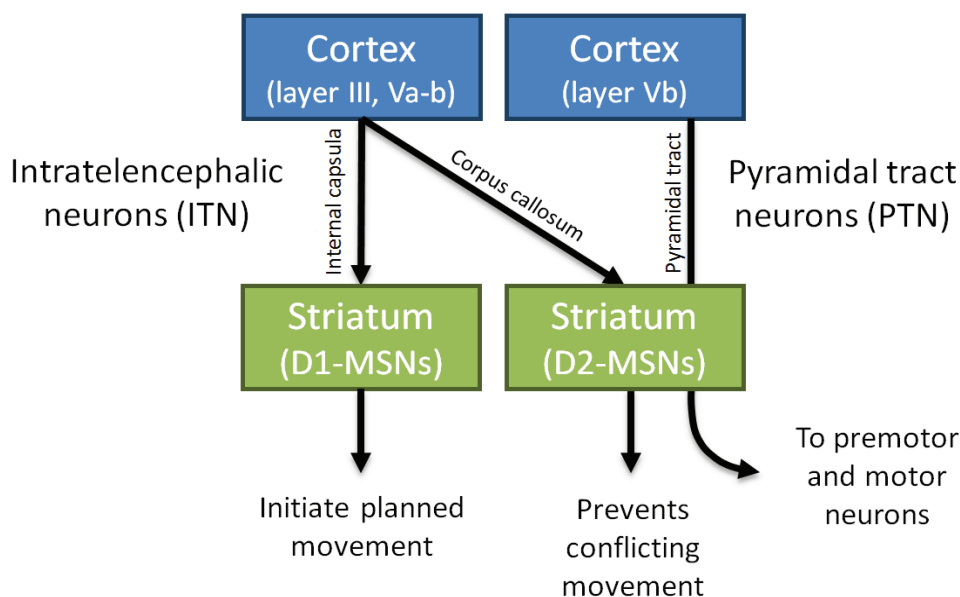 Cortex
(layer III, Va-b)
Cortex
(layer Vb)
Intratelencephalic
neurons (ITN)
Internal capsula
Corpus callosum
Pyramidal tract
Pyramidal tract
neurons (PTN)
Striatum
(D1-MSNs)
Striatum
(D2-MSNs)
Initiate planned
movement
Prevents
conflicting
movement
To premotor
and motor
neurons